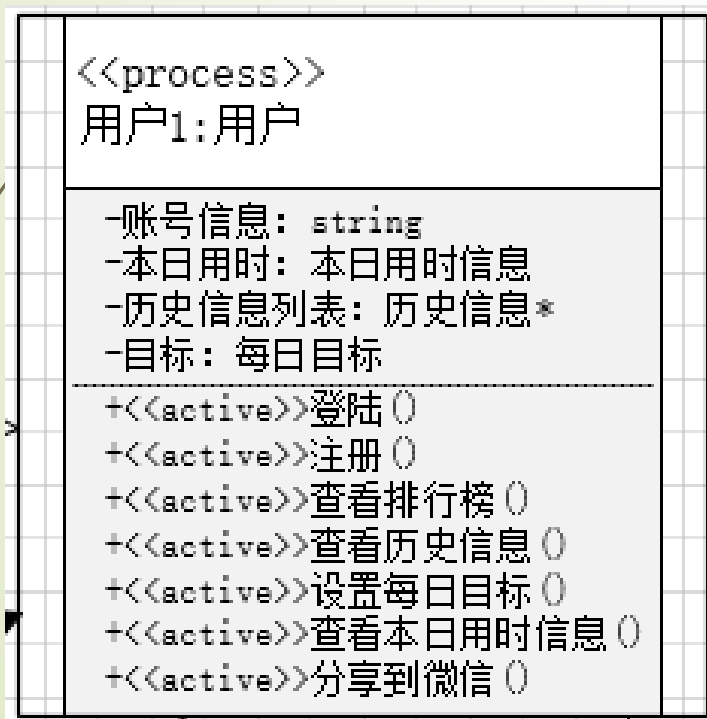 <<process>>
用户1:用户
-账号信息: string
-本日用时: 本日用时信息
-历史信息列表: 历史信息*
-目标: 每日目标
+<<active>>登陆()
+<<active>>注册()
+<<active>>查看排行榜()
+<<active>>查看历史信息()
+<<active>>设置每日目标()
+<<active>>查看本日用时信息()
+<<active>>分享到微信()